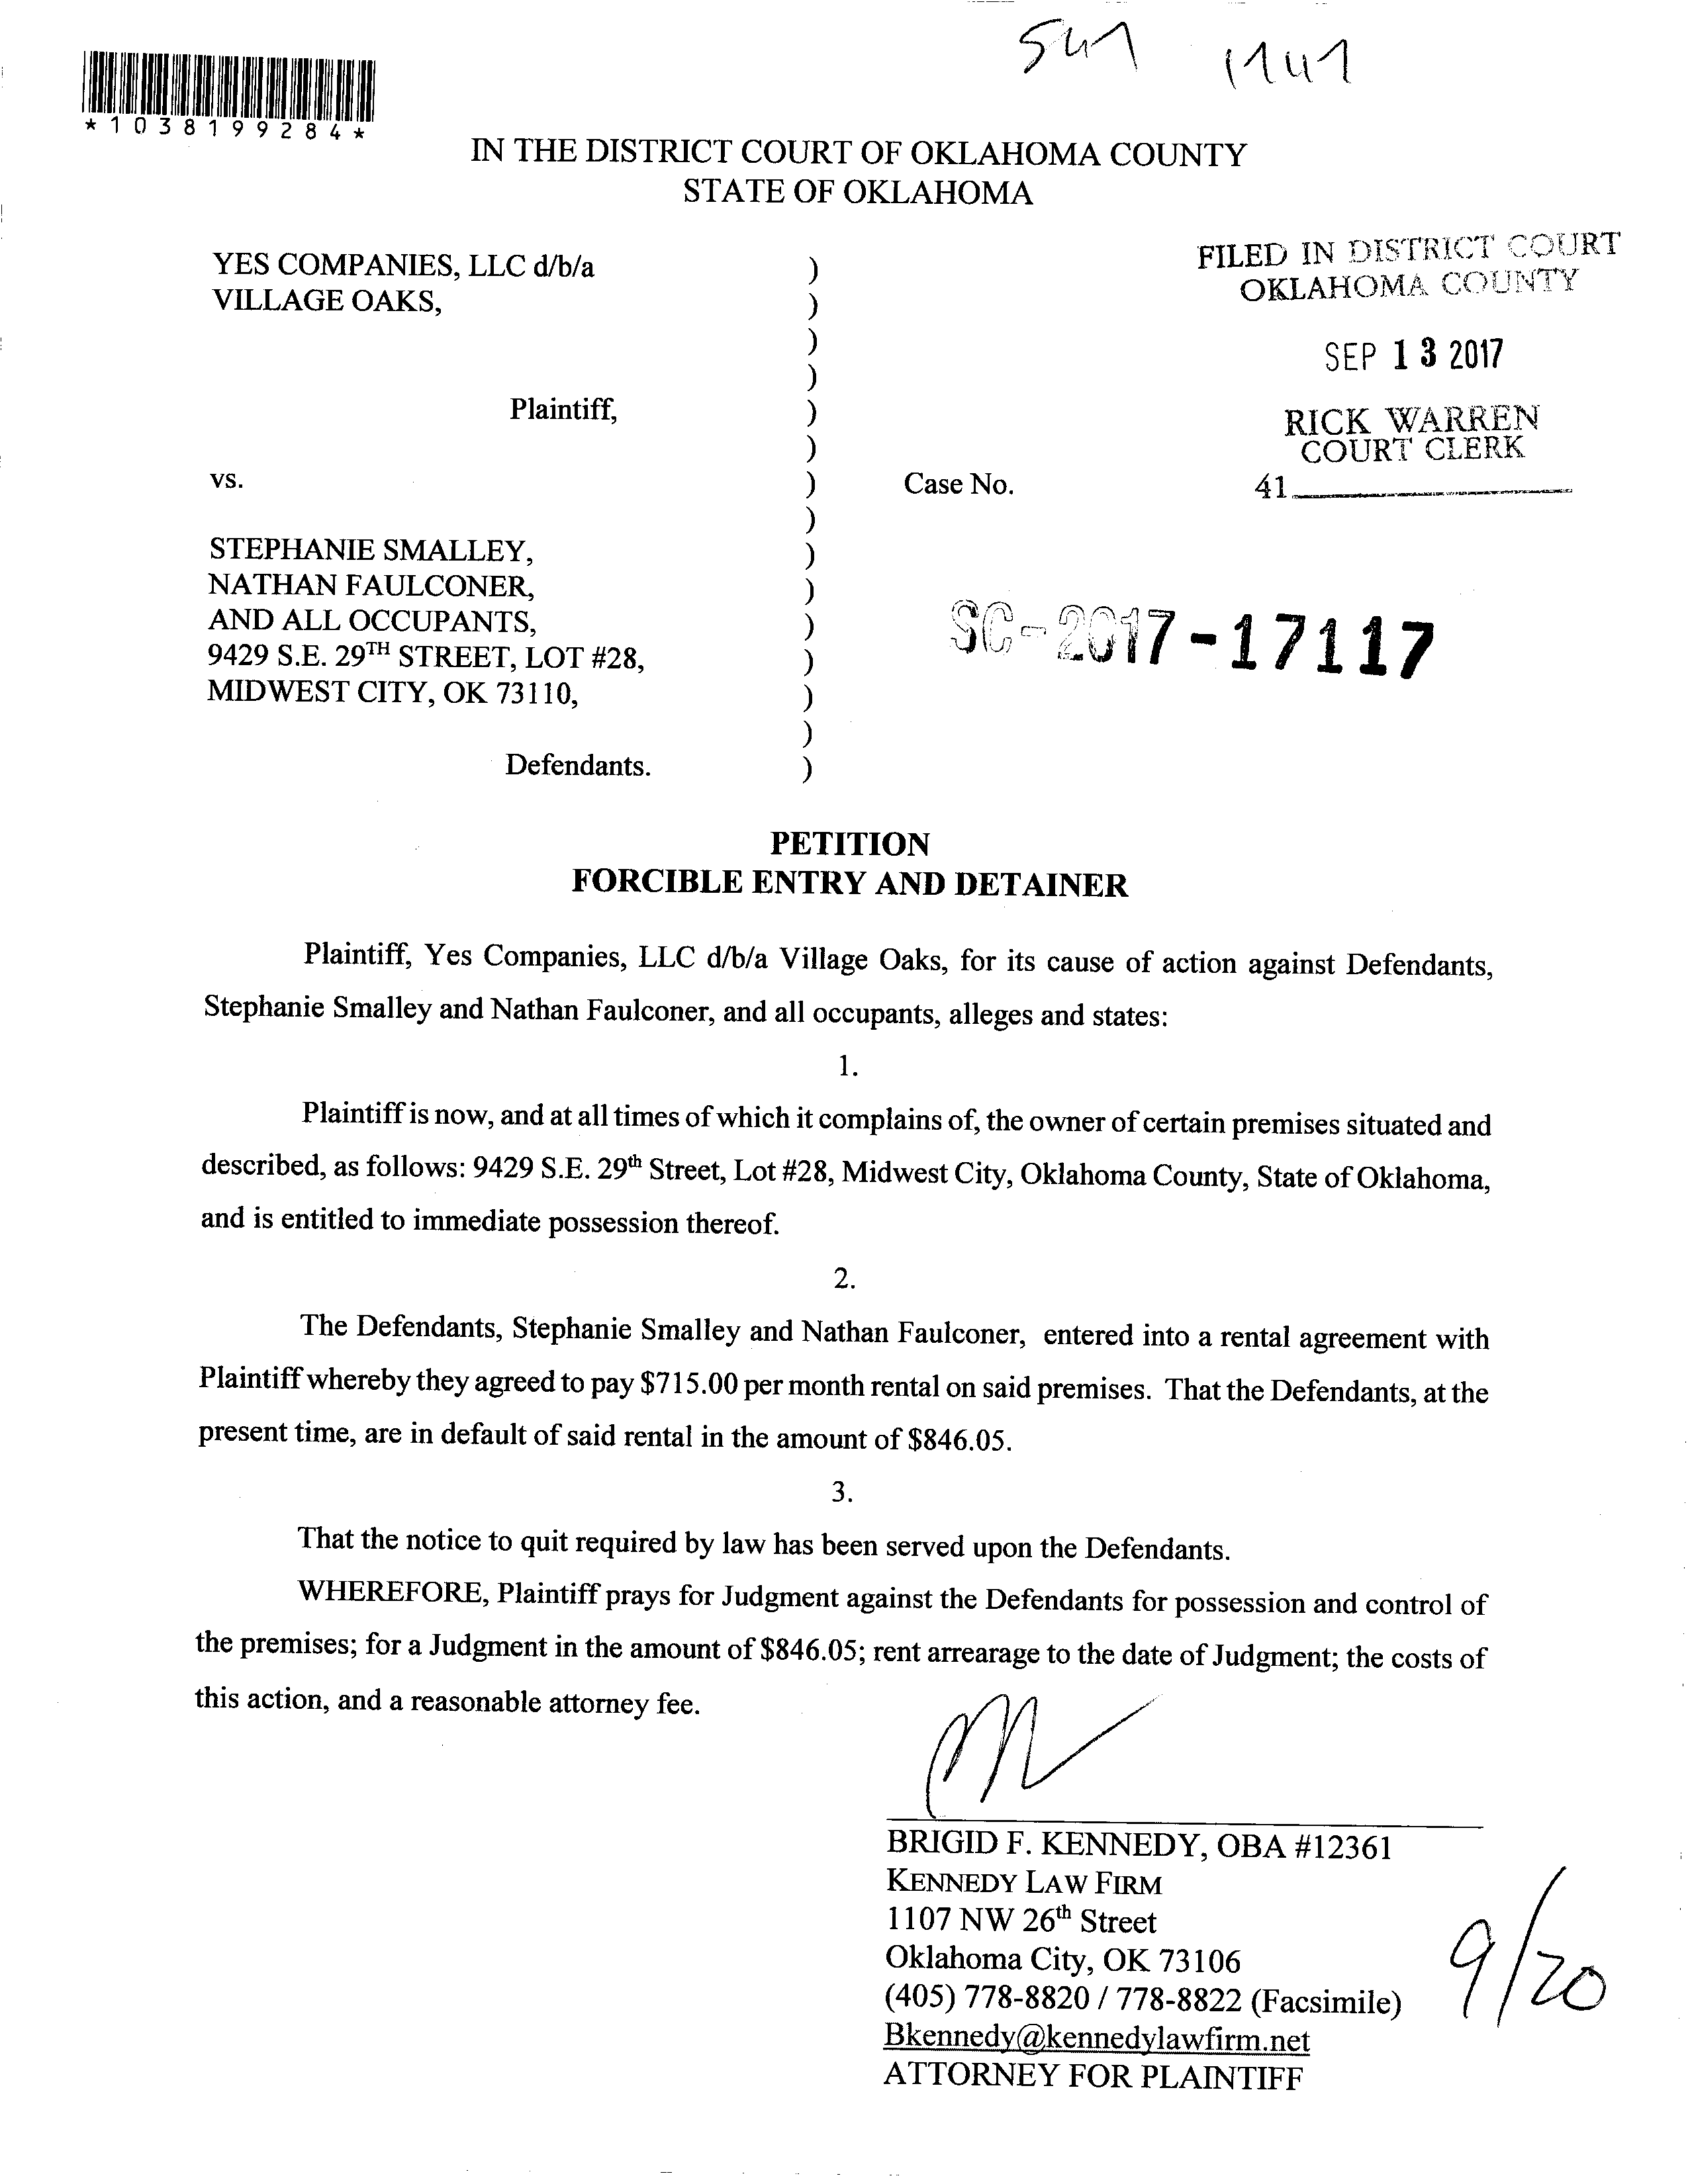 *1038199284*
IN THE DISTRICT COURT OF OKLAHOMA COUNTY
STATE OF OKLAHOMA
YES COMPANIES, LLC d/b/a )
VILLAGE OAKS, )
)
)
Plaintiff, )
)
vs. ) Case No.
)
STEPHANIE SMALLEY, )
NATHAN FAULCONER, )
AND ALL OCCUPANTS, )
9429 S.E. 29TH STREET, LOT #28, )
MIDWEST CITY, OK 73110, )
)
Defendants. )
FILED IN DISTRICT COURT
OKLAHOMA COUNTY
SEP 13 2017
RICK WARREN
COURT CLERK
41
SC-2017-17117
PETITION
FORCIBLE ENTRY AND DETAINER
Plaintiff, Yes Companies, LLC d/b/a Village Oaks, for its cause of action against Defendants,
Stephanie Smalley and Nathan Faulconer, and all occupants, alleges and states:
1.
Plaintiff is now, and at all times of which it complains of, the owner of certain premises situated and
described, as follows: 9429 S.E. 29th Street, Lot #28, Midwest City, Oklahoma County, State of Oklahoma,
and is entitled to immediate possession thereof.
2.
The Defendants, Stephanie Smalley and Nathan Faulconer, entered into a rental agreement with
Plaintiff whereby they agreed to pay $715.00 per month rental on said premises. That the Defendants, at the
present time, are in default of said rental in the amount of $846.05.
3.
That the notice to quit required by law has been served upon the Defendants.
WHEREFORE, Plaintiff prays for Judgment against the Defendants for possession and control of
the premises; for a Judgment in the amount of $846.05; rent arrearage to the date of Judgment; the costs of
this action, and a reasonable attorney fee.
BRIGID F. KENNEDY, OBA #12361
KENNEDY LAW FIRM
1107 NW 26th Street
Oklahoma City, OK 73106
(405) 778-8820 / 778-8822 (Facsimile)
Bkennedy@kennedylawfirm.net
ATTORNEY FOR PLAINTIFF
9/20